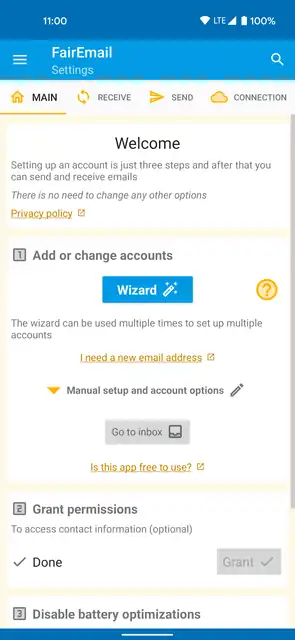 11:00
LTE
100%
FairEmail
Settings
MAIN
RECEIVE
SEND
CONNECTION
Welcome
Setting up an account is just three steps and after that you
can send and receive emails
There is no need to change any other options
Privacy policy
1 Add or change accounts
Wizard
?
The wizard can be used multiple times to set up multiple
accounts
I need a new email address
Manual setup and account options
Go to inbox
Is this app free to use?
2 Grant permissions
To access contact information (optional)
Done
Grant
3 Disable battery optimizations